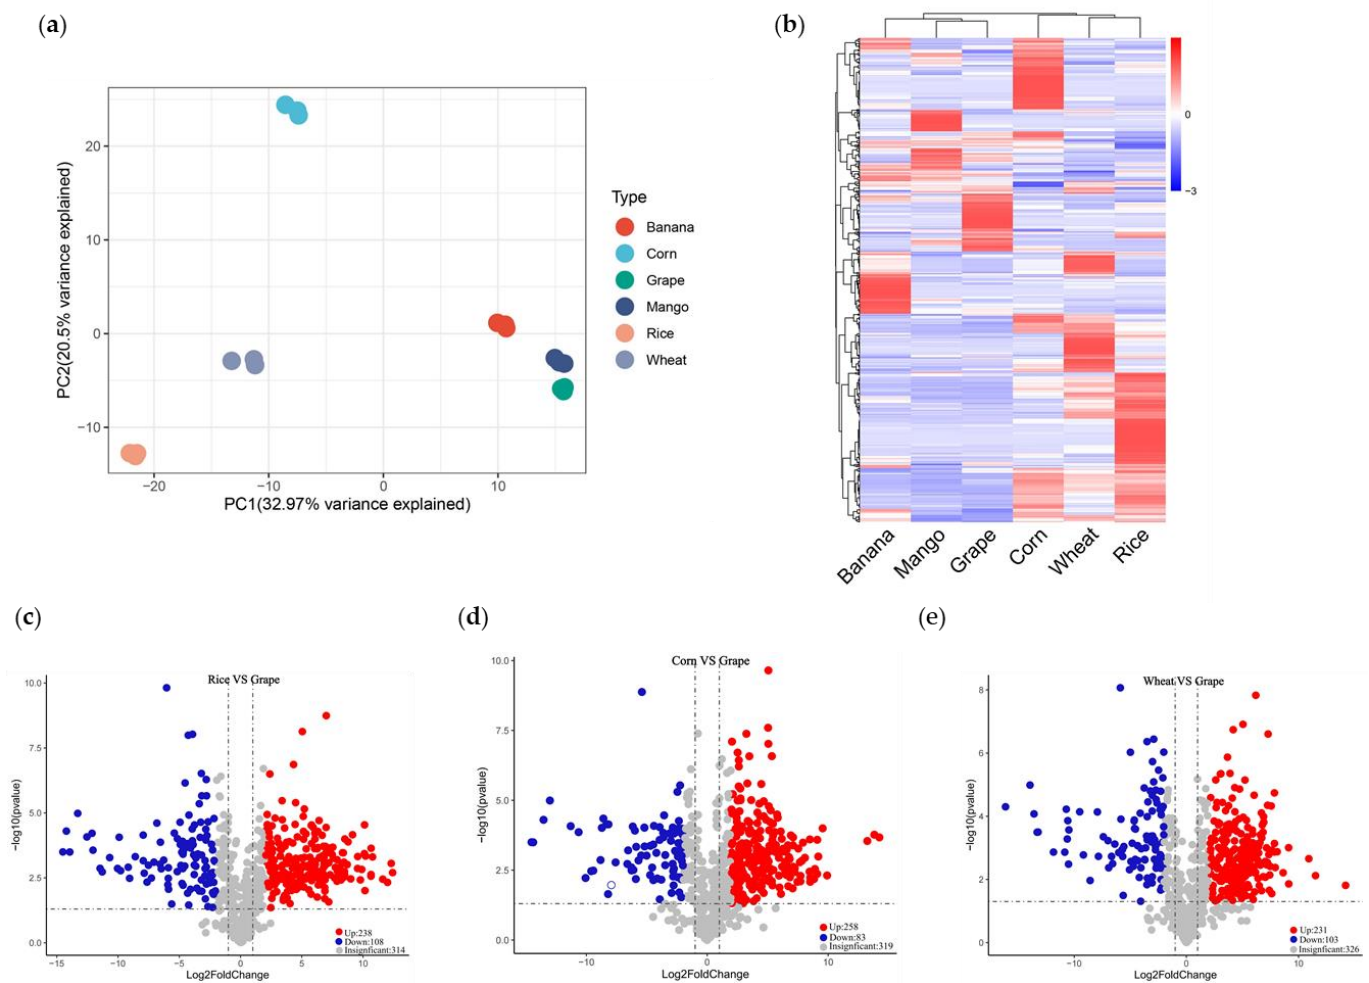 (a)
PC2(20.5% variance explained)
20
10
0
−10
−20
−10
0
10
PC1(32.97% variance explained)
Type
Banana
Corn
Grape
Mango
Rice
Wheat
(b)
0
−3
Banana
Mango
Grape
Corn
Wheat
Rice
(c)
Rice VS Grape
−log10(pvalue)
10.0
7.5
5.0
2.5
0.0
−15
−10
−5
0
5
10
Log2FoldChange
Up:238
Down:108
Insignficant:314
(d)
Corn VS Grape
−log10(pvalue)
10.0
7.5
5.0
2.5
0.0
−10
0
10
Log2FoldChange
Up:258
Down:83
Insignficant:319
(e)
Wheat VS Grape
−log10(pvalue)
8
6
4
2
0
−10
0
10
Log2FoldChange
Up:231
Down:103
Insignficant:326